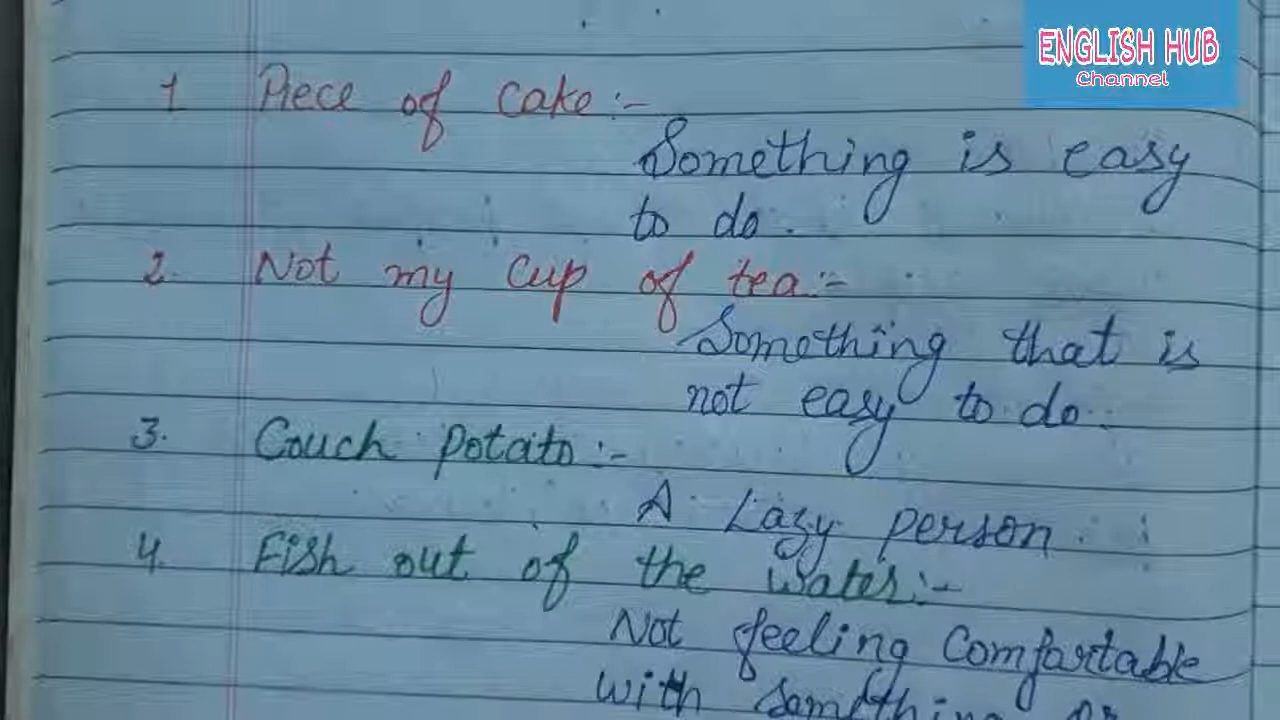 ENGLISH HUB
Channel
1 Piece of cake:-
Something is easy
to do.
2. Not my cup of tea:-
Something that is
not easy to do.
3. Couch potato:-
A Lazy person.
4. Fish out of the water:-
Not feeling comfortable
with something or